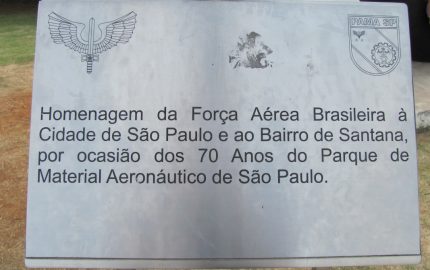 PAMA SP
Homenagem da Força Aérea Brasileira à
Cidade de São Paulo e ao Bairro de Santana,
por ocasião dos 70 Anos do Parque de
Material Aeronáutico de São Paulo.